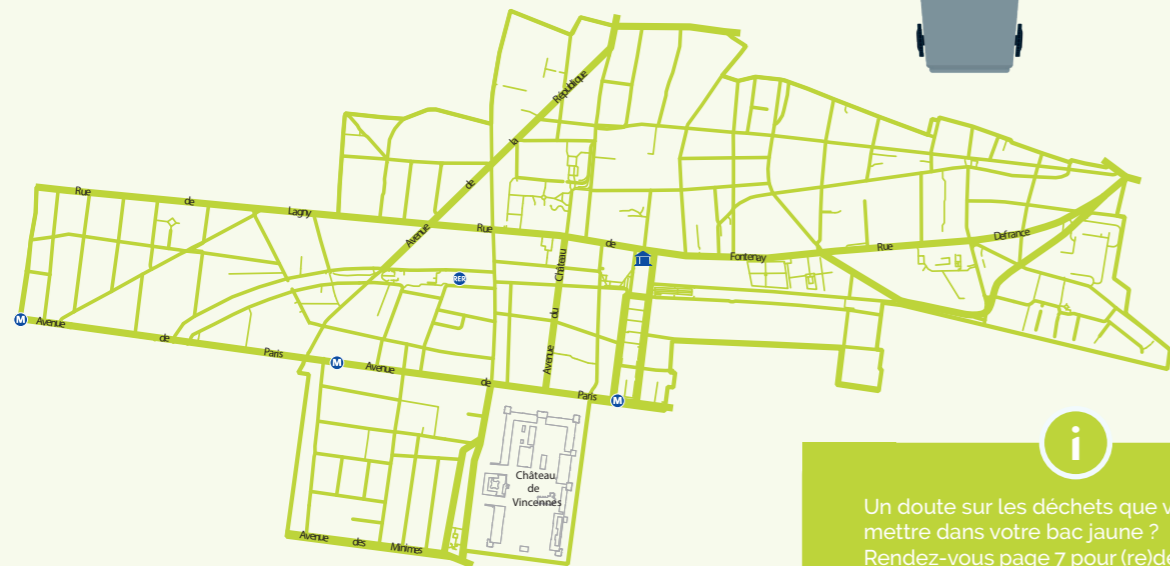 Avenue de la République
Rue de Lagny
Rue de Fontenay
Rue Defrance
Avenue du Château
RER
M
Avenue de Paris
M
Avenue de Paris
M
Château
de
Vincennes
Avenue des Minimes
i
Un doute sur les déchets que v
mettre dans votre bac jaune ?
Rendez-vous page 7 pour (re)dé